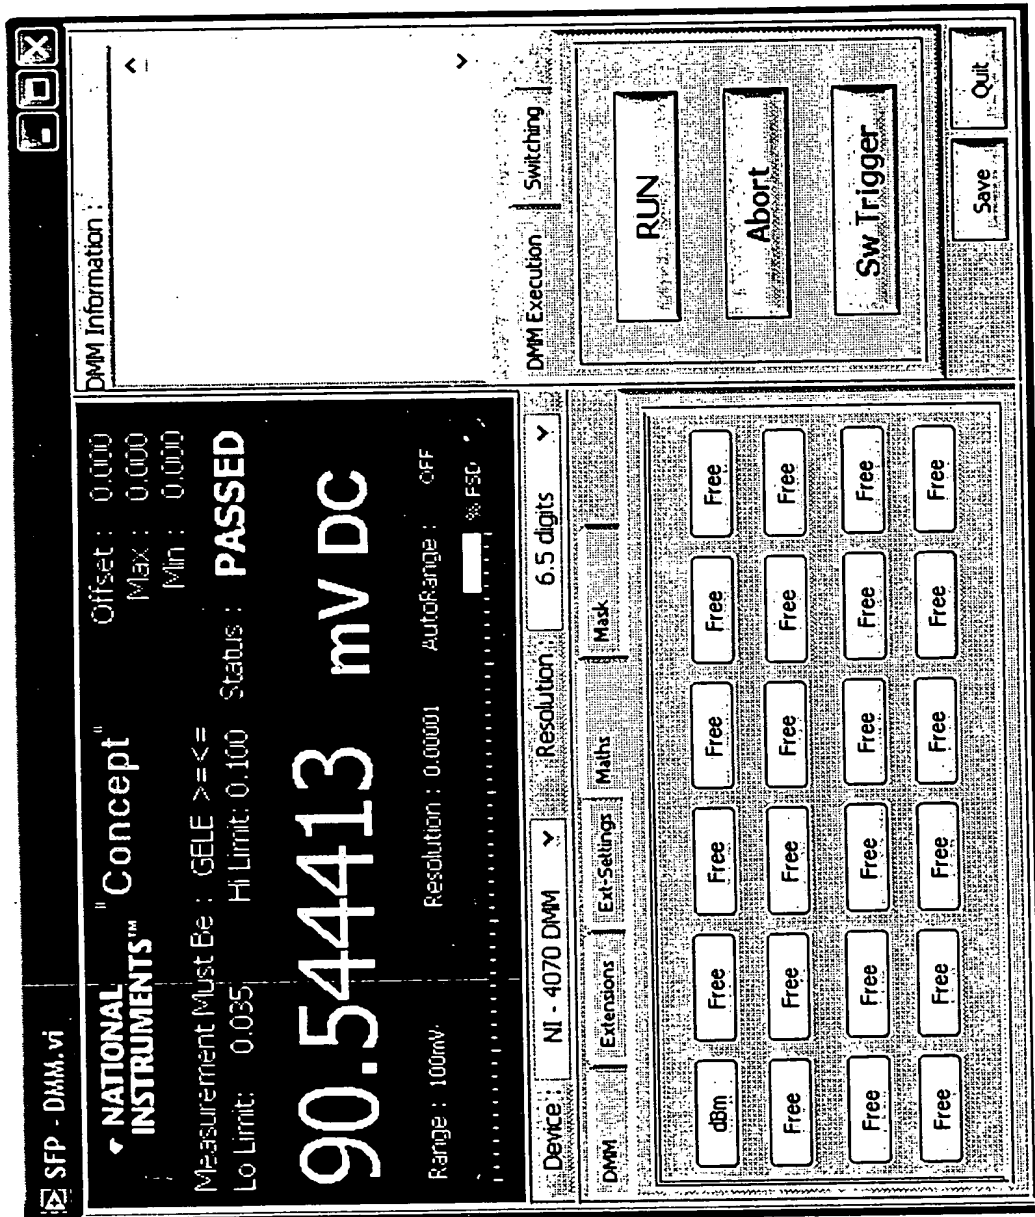 SFP - DMM.vi
NATIONAL INSTRUMENTS™ "Concept"
Offset : 0.000
Max : 0.000
Min : 0.000
Measurement Must Be : GELE >=<=
Lo Limit: 0.035 Hi Limit: 0.100 Status : PASSED
90.544413 mV DC
Range : 100mV Resolution : 0.00001 AutoRange : OFF
% FSD
Device : NI - 4070 DMM Resolution : 6.5 digits
DMM Extensions Ext-Settings Maths Mask
dBm Free Free Free Free Free
Free Free Free Free Free Free
Free Free Free Free Free Free
Free Free Free Free Free Free
DMM Information :
DMM Execution Switching
RUN
Abort
Sw Trigger
Save Quit